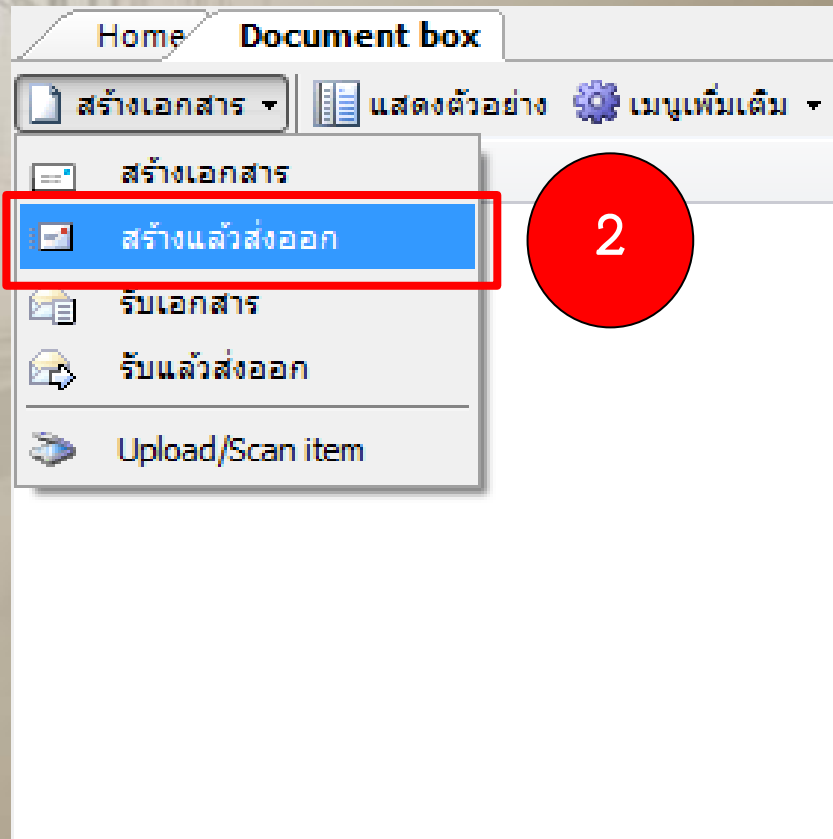 Home Document box
สร้างเอกสาร แสดงตัวอย่าง เมนูเพิ่มเติม
สร้างเอกสาร
สร้างแล้วส่งออก
2
รับเอกสาร
รับแล้วส่งออก
Upload/Scan item